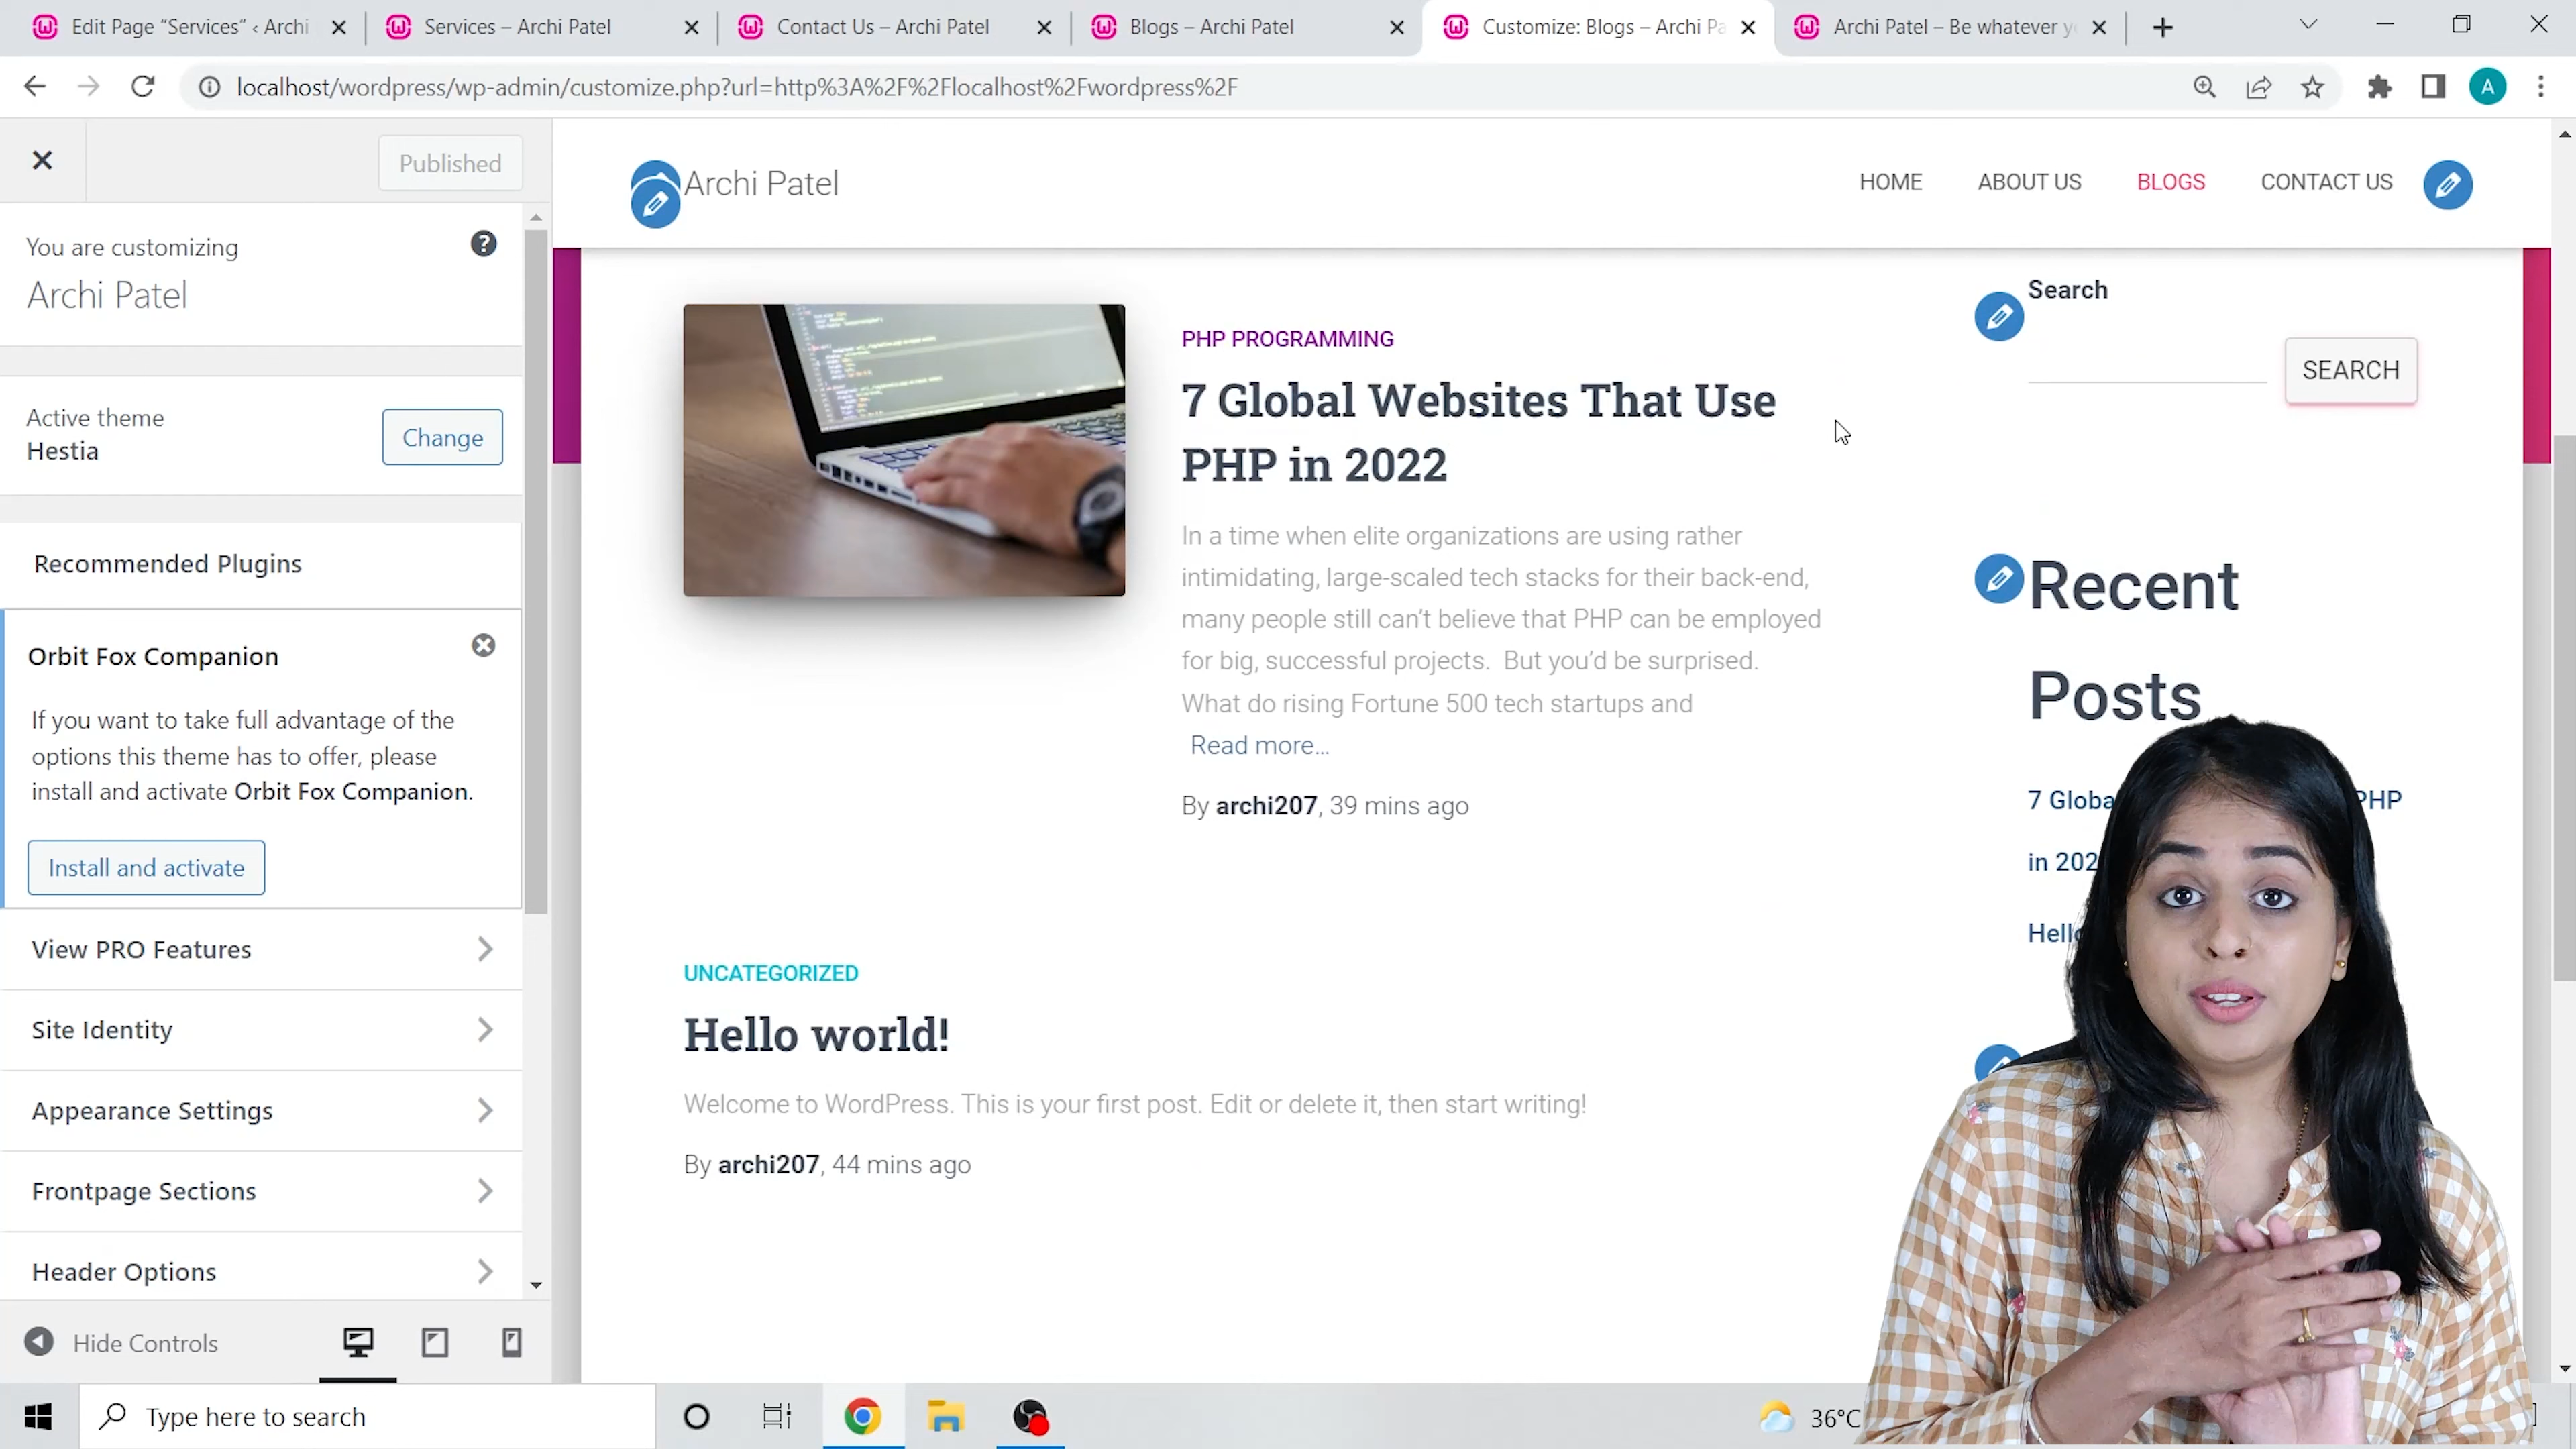 Edit Page “Services” ‹ Archi
Services – Archi Patel
Contact Us – Archi Patel
Blogs – Archi Patel
Customize: Blogs – Archi Pa
Archi Patel – Be whatever y
localhost/wordpress/wp-admin/customize.php?url=http%3A%2F%2Flocalhost%2Fwordpress%2F
A
Published
You are customizing
Archi Patel
Active theme
Hestia
Change
Recommended Plugins
Orbit Fox Companion
If you want to take full advantage of the
options this theme has to offer, please
install and activate Orbit Fox Companion.
Install and activate
View PRO Features
Site Identity
Appearance Settings
Frontpage Sections
Header Options
Hide Controls
Archi Patel
HOME
ABOUT US
BLOGS
CONTACT US
PHP PROGRAMMING
7 Global Websites That Use
PHP in 2022
In a time when elite organizations are using rather
intimidating, large-scaled tech stacks for their back-end,
many people still can’t believe that PHP can be employed
for big, successful projects. But you’d be surprised.
What do rising Fortune 500 tech startups and
Read more…
By archi207, 39 mins ago
UNCATEGORIZED
Hello world!
Welcome to WordPress. This is your first post. Edit or delete it, then start writing!
By archi207, 44 mins ago
Search
SEARCH
Recent
Posts
7 Globa PHP
in 202
Hell
Type here to search
36°C